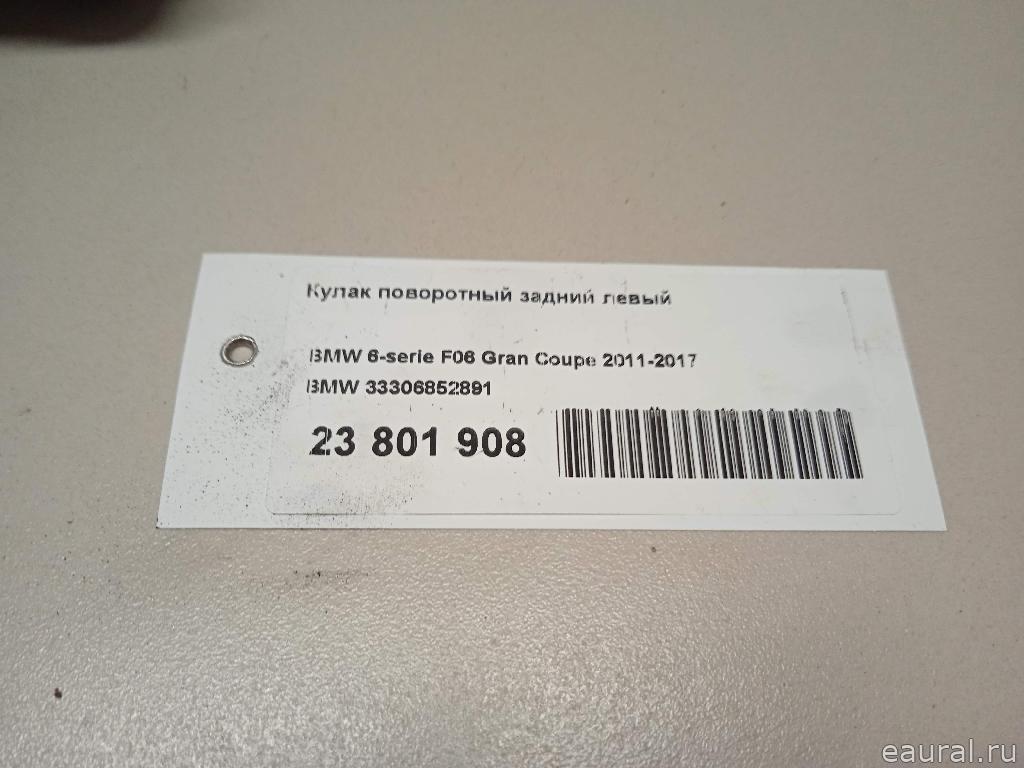 Кулак поворотный задний левый
BMW 6-serie F06 Gran Coupe 2011-2017
BMW 33306852891
23 801 908
eaural.ru